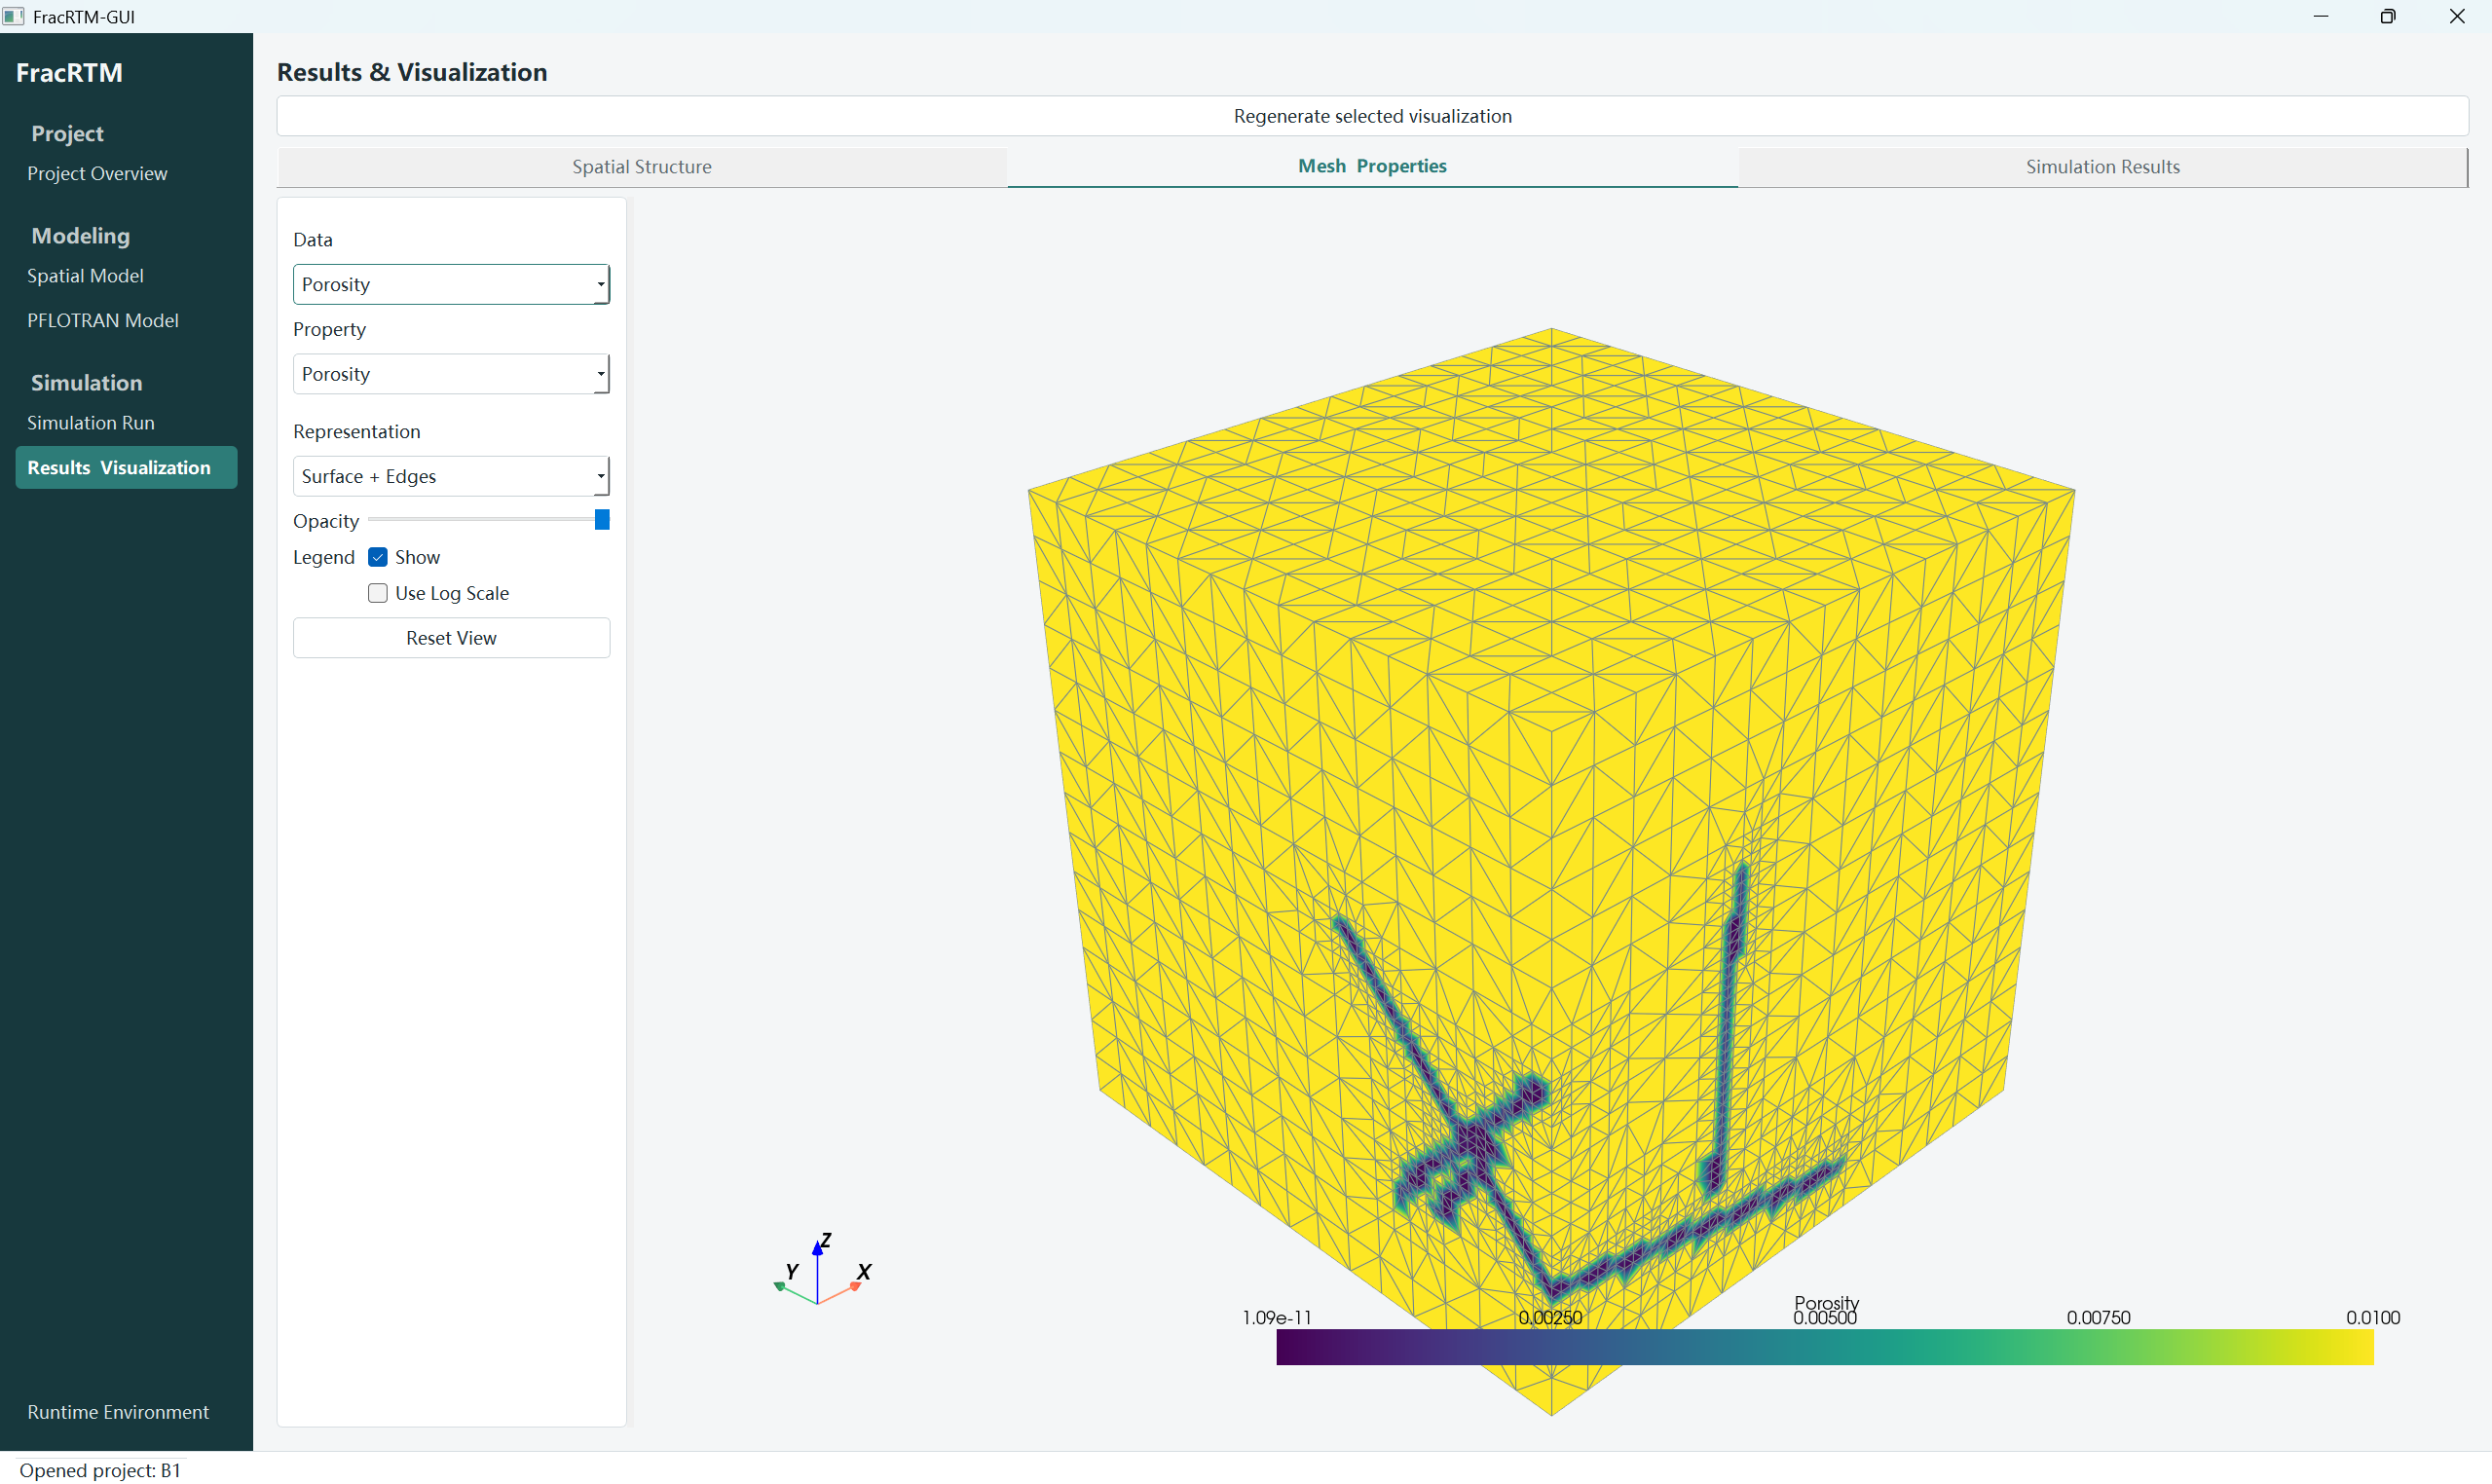 FracRTM-GUI
FracRTM
Project
Project Overview
Modeling
Spatial Model
PFLOTRAN Model
Simulation
Simulation Run
Results Visualization
Runtime Environment
Results & Visualization
Regenerate selected visualization
Spatial Structure
Mesh Properties
Simulation Results
Data
Porosity
Property
Porosity
Representation
Surface + Edges
Opacity
Legend Show
Use Log Scale
Reset View
Z
Y X
Porosity
1.09e-11 0.00250 0.00500 0.00750 0.0100
Opened project: B1